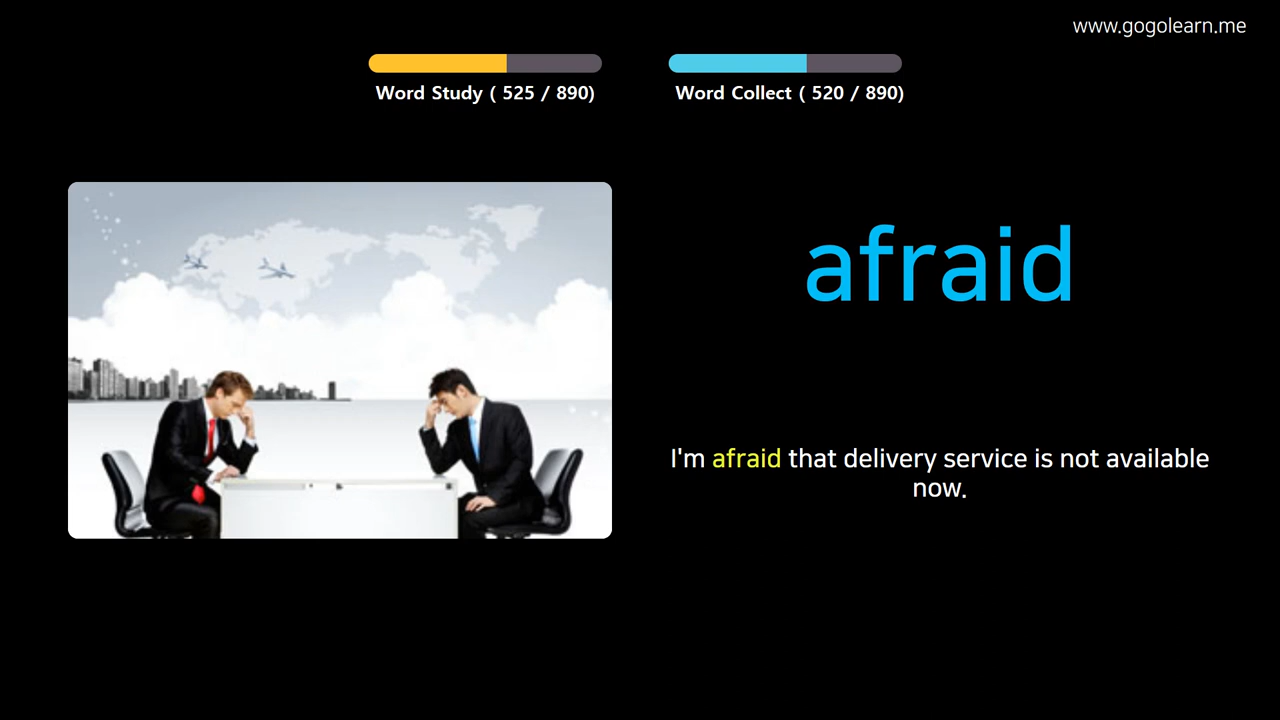 www.gogolearn.me
Word Study ( 525 / 890)
Word Collect ( 520 / 890)
afraid
I'm afraid that delivery service is not available
now.